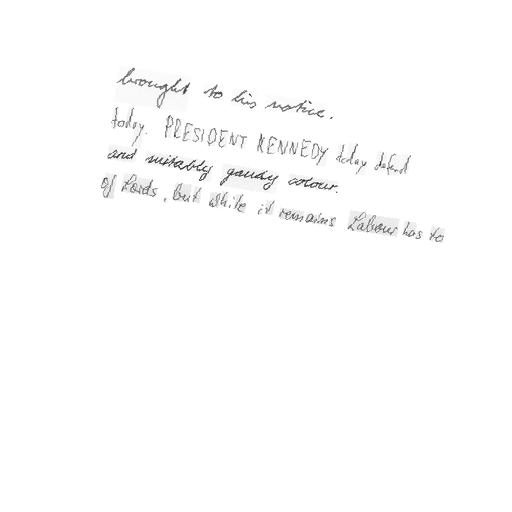 brought to his notice.
today. PRESIDENT KENNEDY today defend
and suitably gaudy colour.
of Lords, but while it remains Labour has to